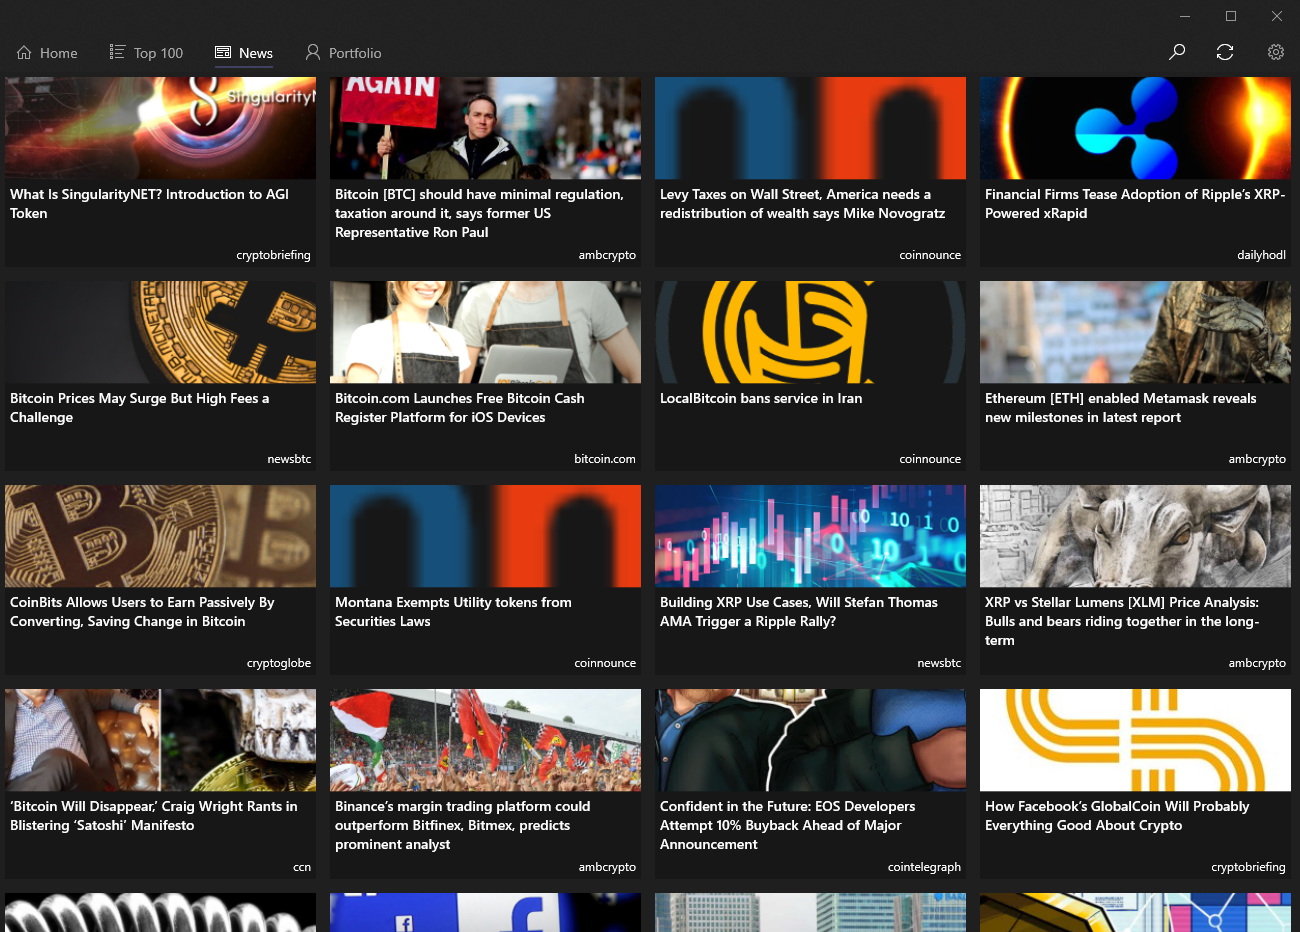 Home
Top 100
News
Portfolio
AGAIN
What Is SingularityNET? Introduction to AGI
Token
cryptobriefing
Bitcoin [BTC] should have minimal regulation,
taxation around it, says former US
Representative Ron Paul
ambcrypto
Levy Taxes on Wall Street, America needs a
redistribution of wealth says Mike Novogratz
coinnounce
Financial Firms Tease Adoption of Ripple’s XRP-
Powered xRapid
dailyhodl
Bitcoin Prices May Surge But High Fees a
Challenge
newsbtc
Bitcoin.com Launches Free Bitcoin Cash
Register Platform for iOS Devices
bitcoin.com
LocalBitcoin bans service in Iran
coinnounce
Ethereum [ETH] enabled Metamask reveals
new milestones in latest report
ambcrypto
CoinBits Allows Users to Earn Passively By
Converting, Saving Change in Bitcoin
cryptoglobe
Montana Exempts Utility tokens from
Securities Laws
coinnounce
Building XRP Use Cases, Will Stefan Thomas
AMA Trigger a Ripple Rally?
newsbtc
XRP vs Stellar Lumens [XLM] Price Analysis:
Bulls and bears riding together in the long-
term
ambcrypto
‘Bitcoin Will Disappear,’ Craig Wright Rants in
Blistering ‘Satoshi’ Manifesto
ccn
Binance’s margin trading platform could
outperform Bitfinex, Bitmex, predicts
prominent analyst
ambcrypto
Confident in the Future: EOS Developers
Attempt 10% Buyback Ahead of Major
Announcement
cointelegraph
How Facebook’s GlobalCoin Will Probably
Everything Good About Crypto
cryptobriefing